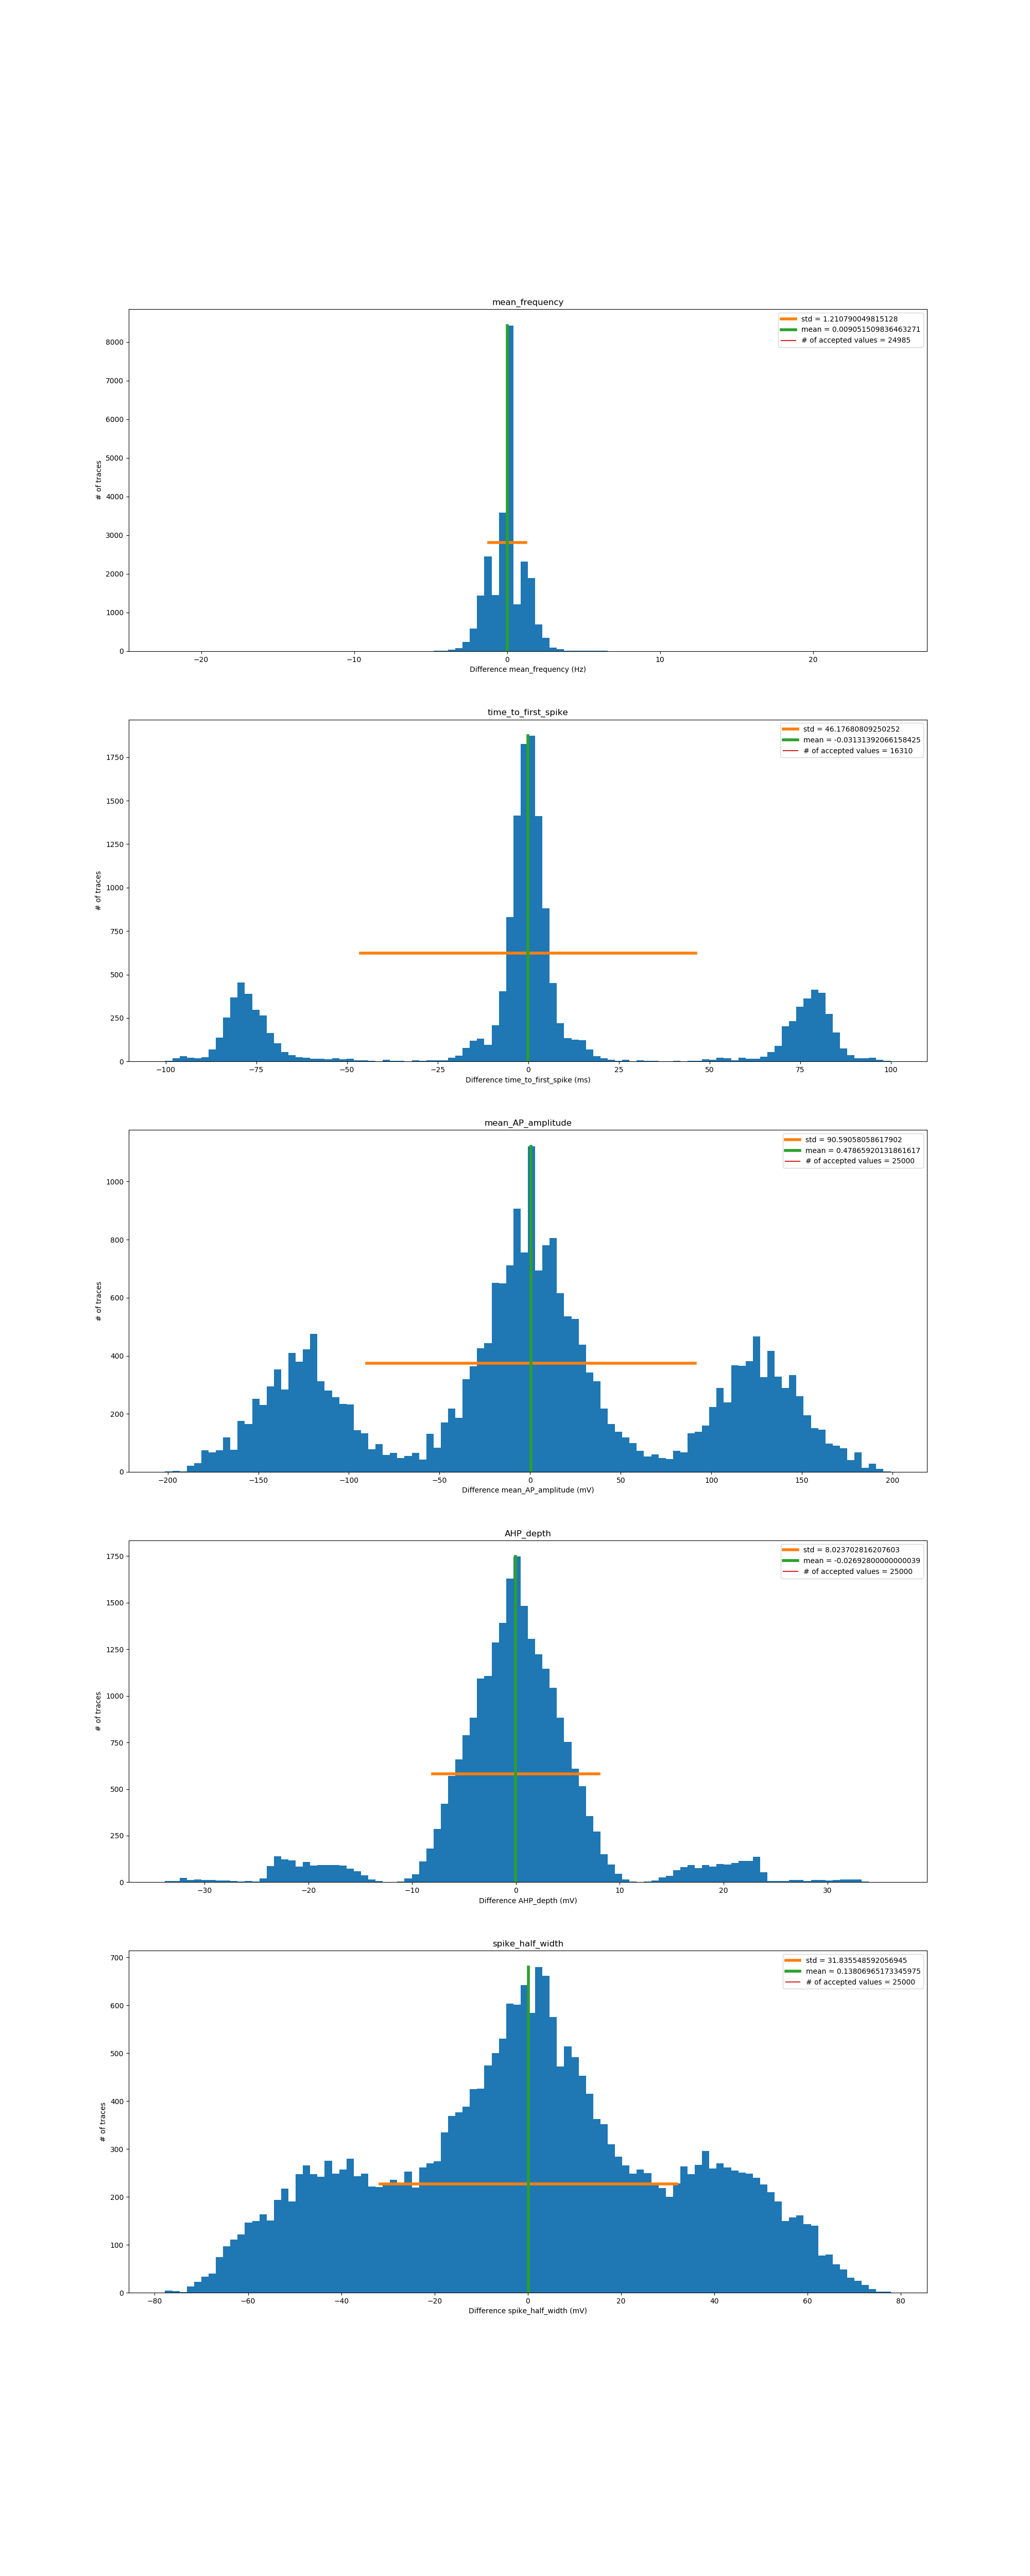 mean_frequency
std = 1.210790049815128
mean = 0.009051509836463271
# of accepted values = 24985
# of traces
8000
7000
6000
5000
4000
3000
2000
1000
0
−20 −10 0 10 20
Difference mean_frequency (Hz)
time_to_first_spike
std = 46.17680809250252
mean = -0.03131392066158425
# of accepted values = 16310
# of traces
1750
1500
1250
1000
750
500
250
0
−100 −75 −50 −25 0 25 50 75 100
Difference time_to_first_spike (ms)
mean_AP_amplitude
std = 90.59058058617902
mean = 0.47865920131861617
# of accepted values = 25000
# of traces
1000
800
600
400
200
0
−200 −150 −100 −50 0 50 100 150 200
Difference mean_AP_amplitude (mV)
AHP_depth
std = 8.023702816207603
mean = -0.02692800000000039
# of accepted values = 25000
# of traces
1750
1500
1250
1000
750
500
250
0
−30 −20 −10 0 10 20 30
Difference AHP_depth (mV)
spike_half_width
std = 31.835548592056945
mean = 0.13806965173345975
# of accepted values = 25000
# of traces
700
600
500
400
300
200
100
0
−80 −60 −40 −20 0 20 40 60 80
Difference spike_half_width (mV)